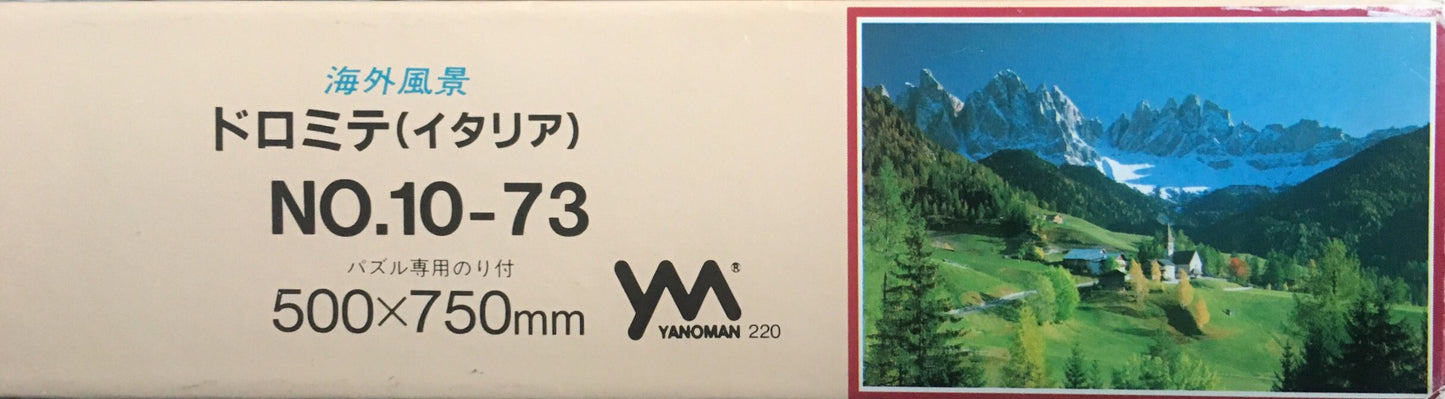 海外風景
ドロミテ(イタリア)
NO.10-73
パズル専用のり付
500×750mm
YM®
YANOMAN 220